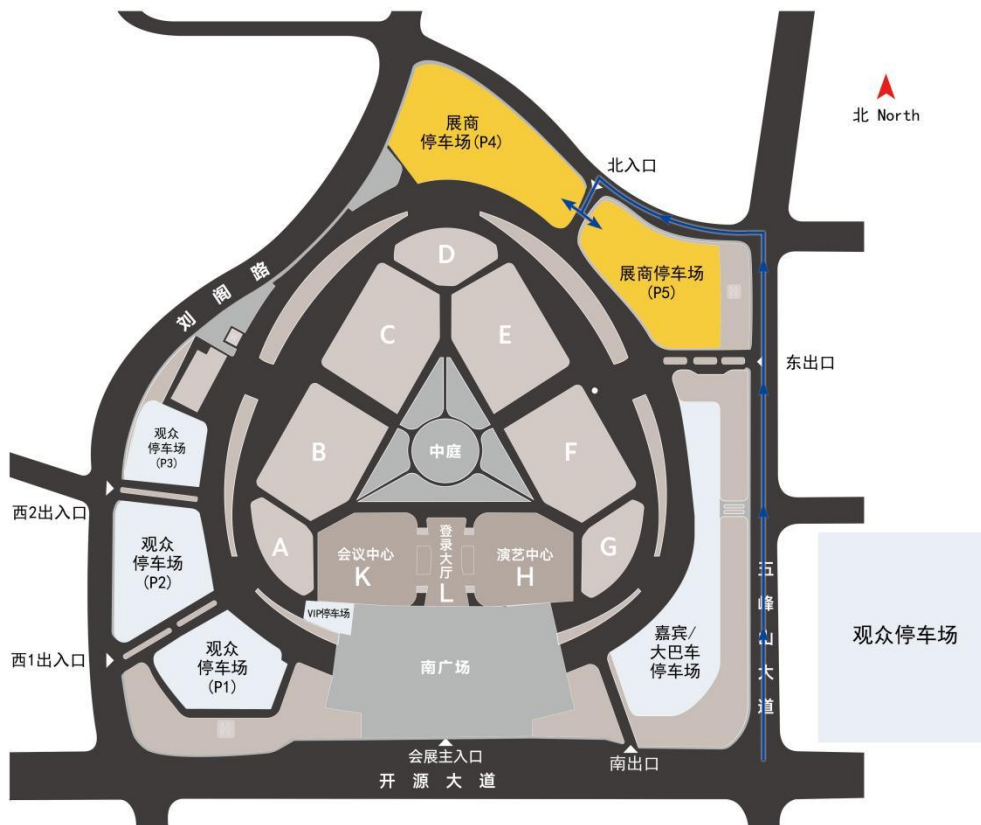 北 North
展商
停车场(P4)
北入口
展商停车场
(P5)
东出口
刘阁路
D
C
E
B
F
中庭
A
G
会议中心
K
登录大厅
L
演艺中心
H
观众
停车场
(P3)
西2出入口
观众
停车场
(P2)
西1出入口
观众
停车场
(P1)
VIP停车场
南广场
嘉宾/
大巴车
停车场
五峰山大道
观众停车场
会展主入口
南出口
开源大道